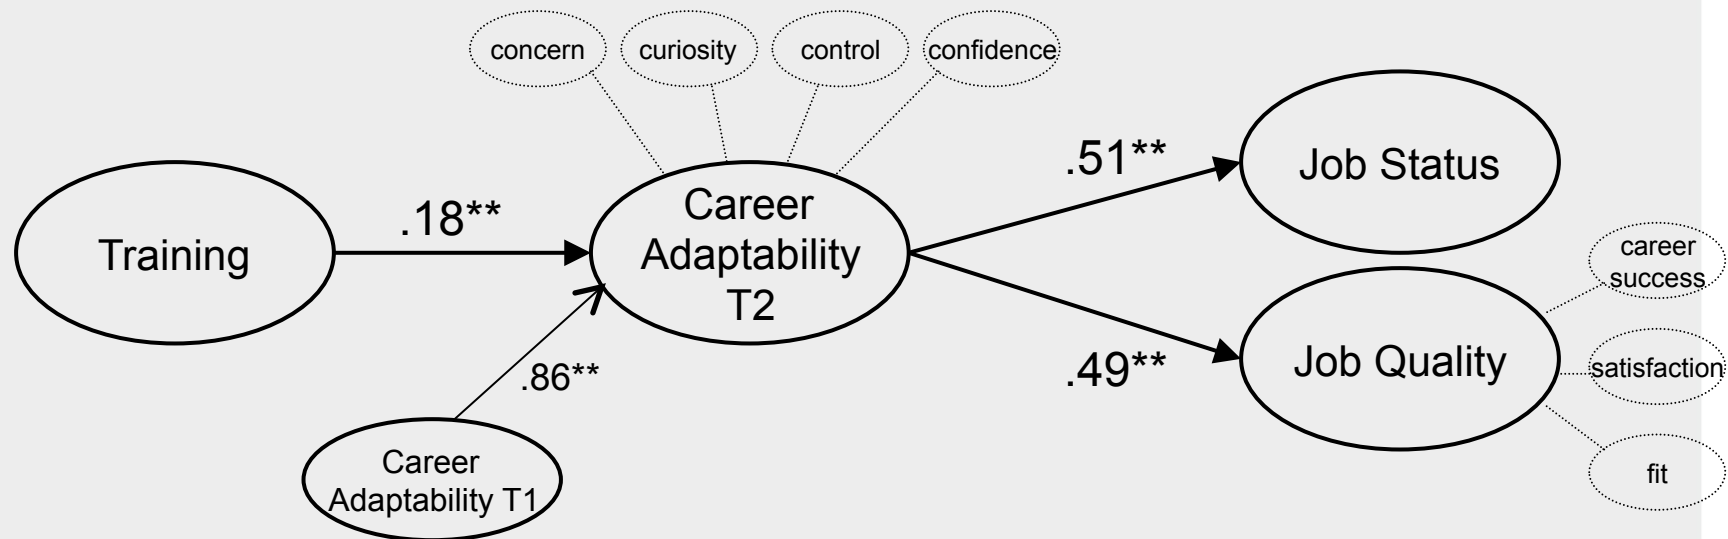 concern
curiosity
control
confidence
Training
.18**
Career
Adaptability
T2
.86**
Career
Adaptability T1
.51**
.49**
Job Status
Job Quality
career
success
satisfaction
fit